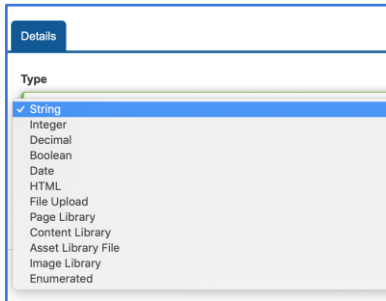 Details
Type
✓ String
Integer
Decimal
Boolean
Date
HTML
File Upload
Page Library
Content Library
Asset Library File
Image Library
Enumerated